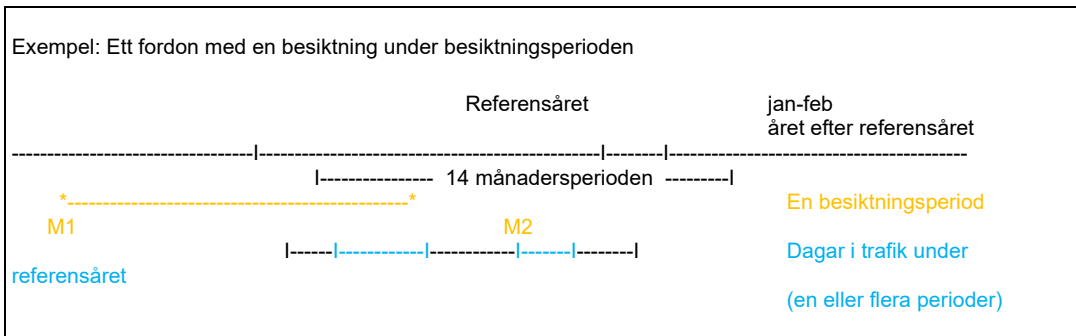 Exempel: Ett fordon med en besiktning under besiktningsperioden
Referensåret jan-feb
året efter referensåret
----------------------------------I------------------------------------------------I--------I------------------------------------------
I---------------- 14 månadersperioden ---------I
*------------------------------------------------* En besiktningsperiod
M1 M2
I------I------------I------------I-------I--------I Dagar i trafik under
referensåret
(en eller flera perioder)